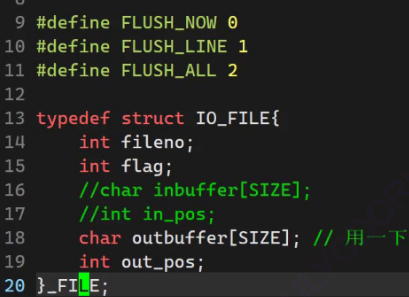 9 #define FLUSH_NOW 0
10 #define FLUSH_LINE 1
11 #define FLUSH_ALL 2
12
13 typedef struct IO_FILE{
14     int fileno;
15     int flag;
16     //char inbuffer[SIZE];
17     //int in_pos;
18     char outbuffer[SIZE]; // 用一下
19     int out_pos;
20 }_FILE;